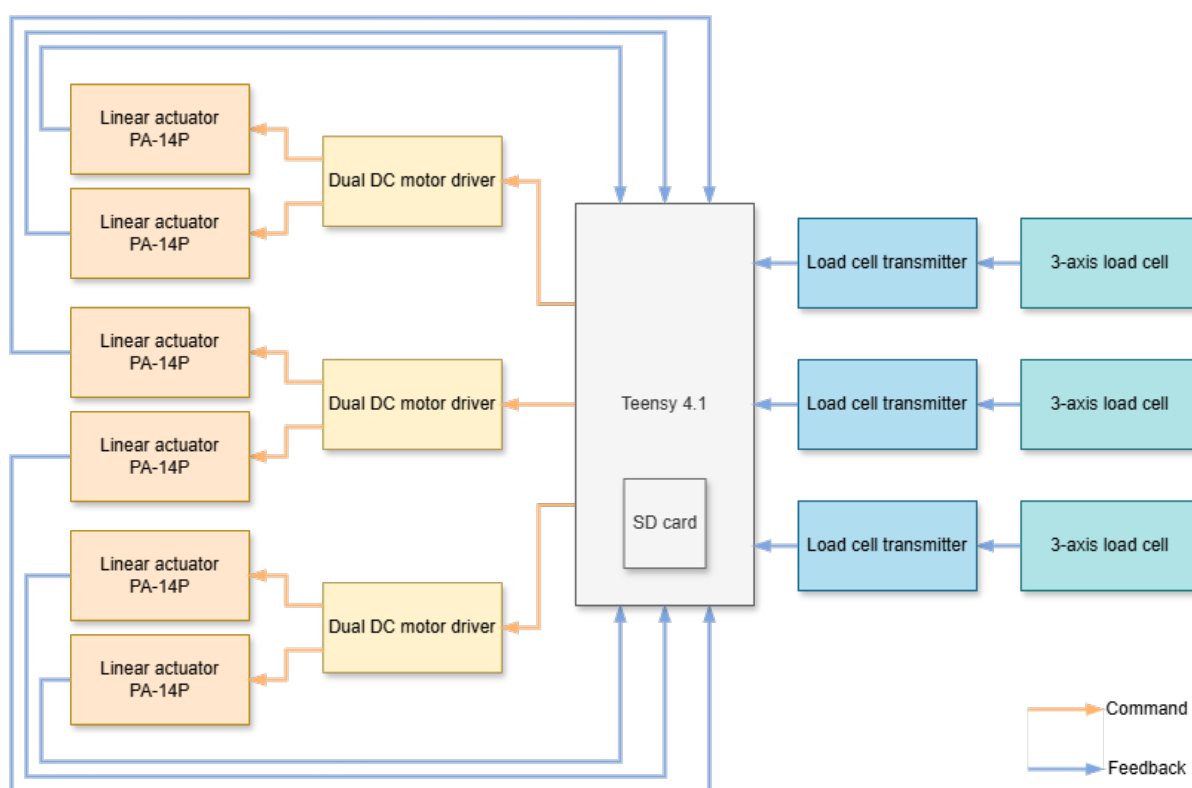 Linear actuator
PA-14P
Dual DC motor driver
Linear actuator
PA-14P
Load cell transmitter
3-axis load cell
Linear actuator
PA-14P
Dual DC motor driver
Teensy 4.1
Load cell transmitter
3-axis load cell
Linear actuator
PA-14P
SD card
Load cell transmitter
3-axis load cell
Linear actuator
PA-14P
Dual DC motor driver
Linear actuator
PA-14P
Command
Feedback